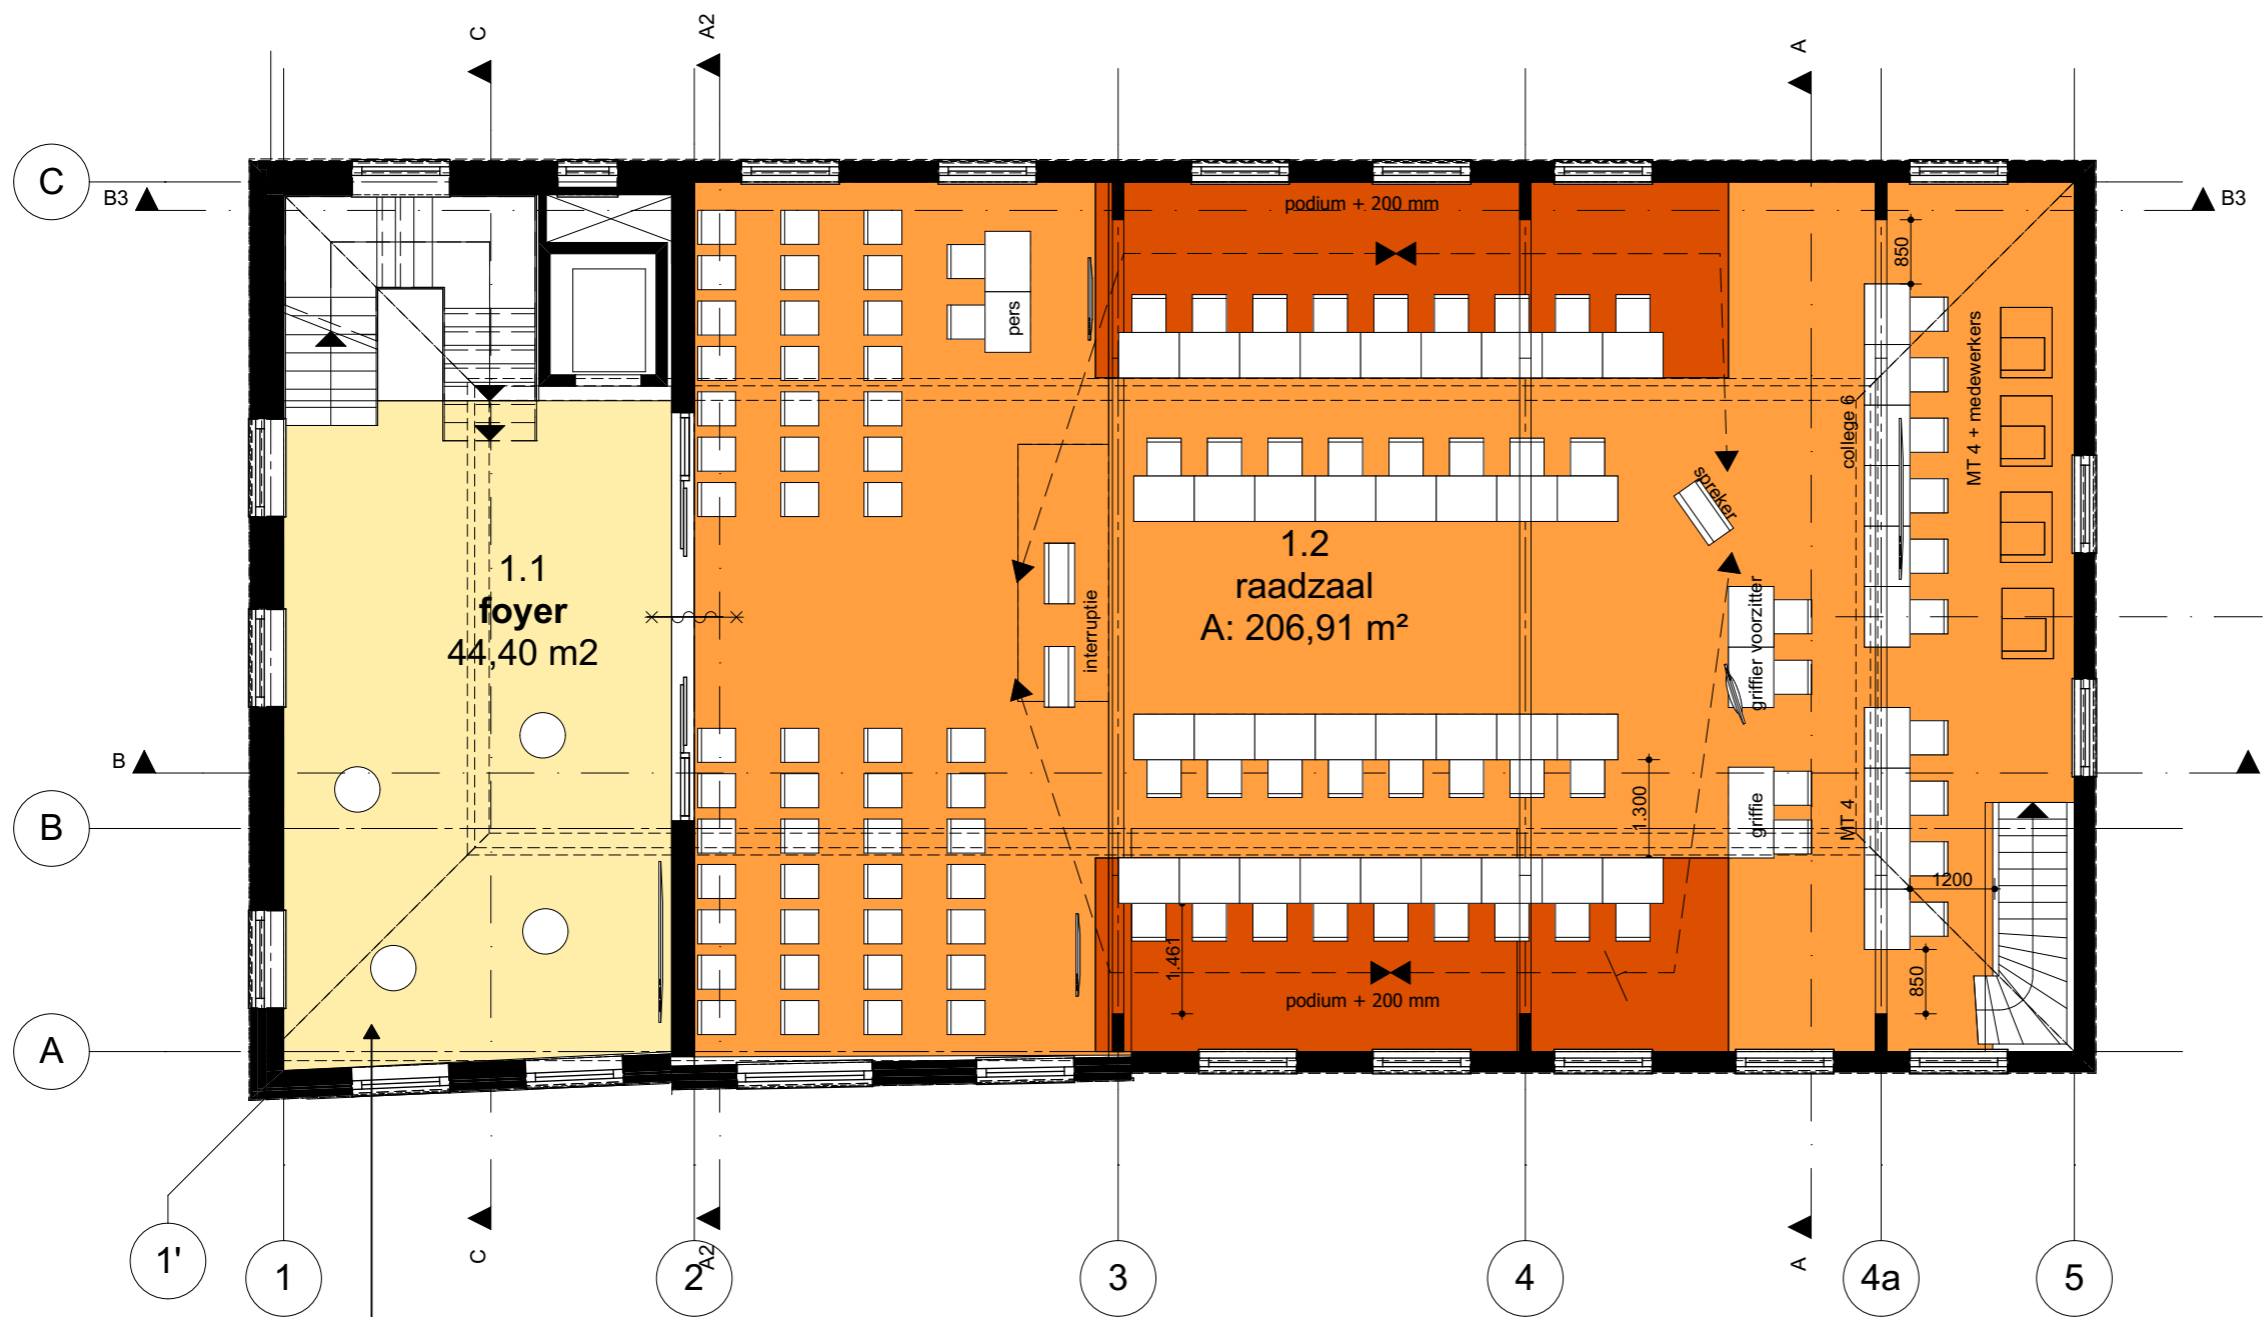 C
A2
A
C
B3
B3
podium + 200 mm
850
pers
MT 4 + medewerkers
college 6
spreker
1.1
foyer
44,40 m2
1.2
raadzaal
A: 206,91 m²
interruptie
griffier voorzitter
B
B
1.300
griffie
MT 4
1200
1.461
850
podium + 200 mm
A
C
A2
A
1'
1
2
3
4
4a
5